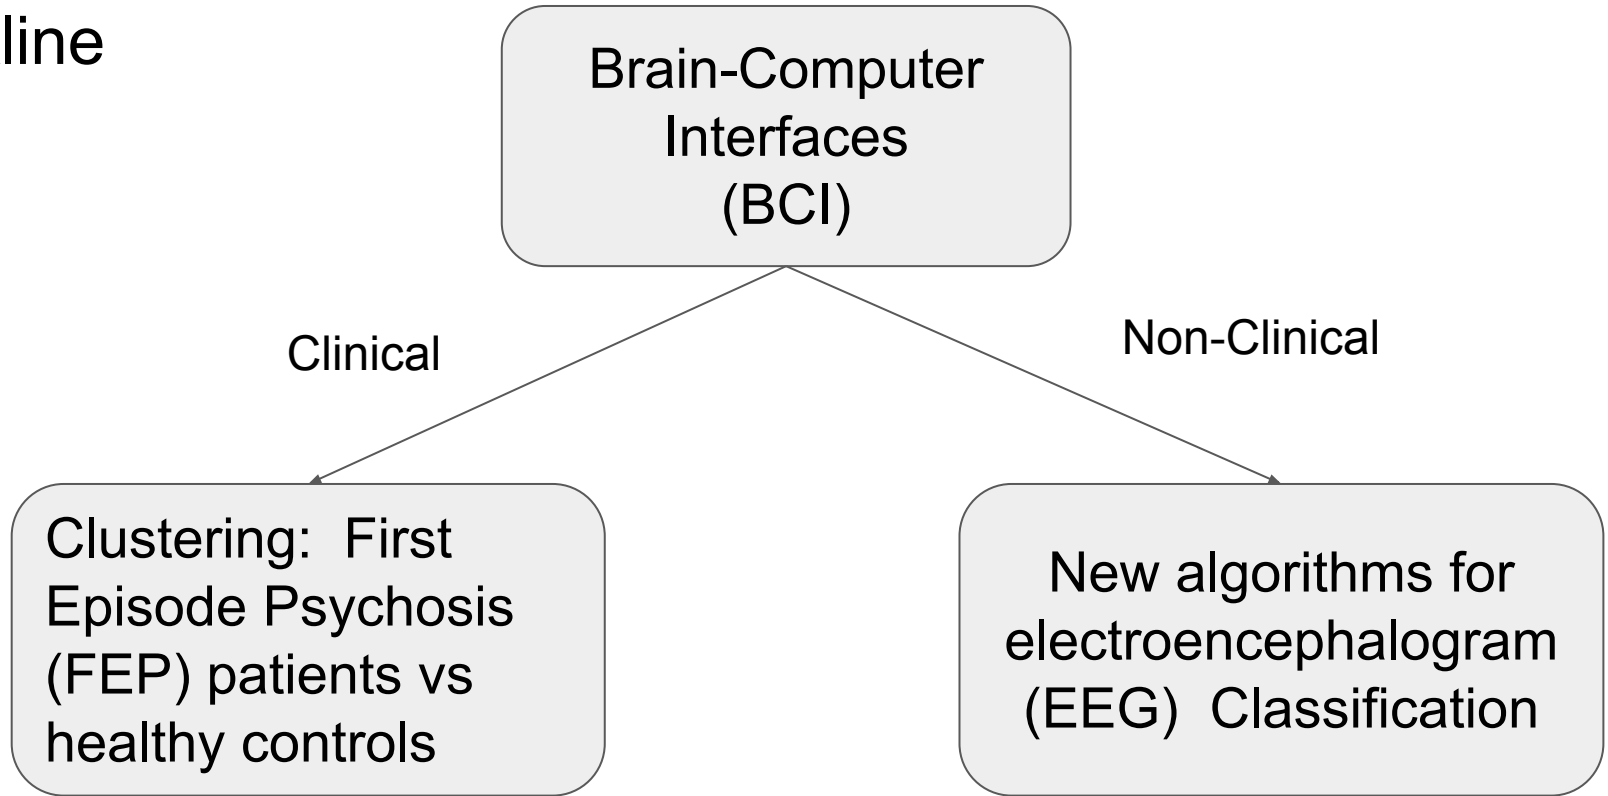 line
Brain-Computer
Interfaces
(BCI)
Clinical
Non-Clinical
Clustering:  First
Episode Psychosis
(FEP) patients vs
healthy controls
New algorithms for
electroencephalogram
(EEG)  Classification